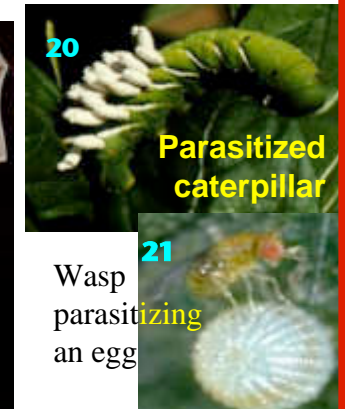 20
Parasitized
caterpillar
21
Wasp
parasitizing
an egg